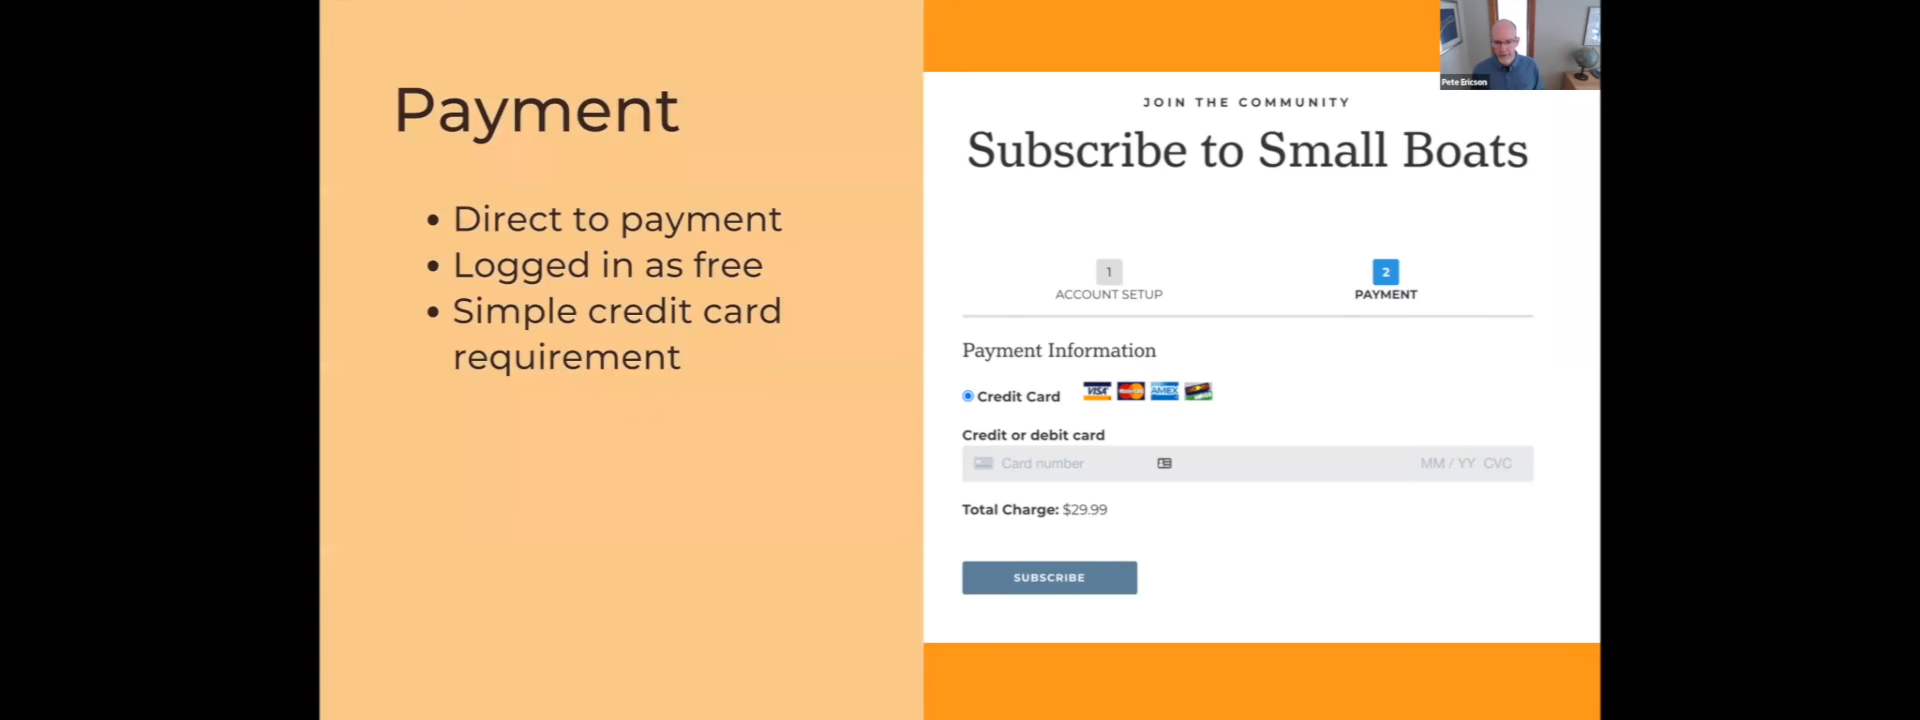 Payment
• Direct to payment
• Logged in as free
• Simple credit card
requirement
Pete Ericson
JOIN THE COMMUNITY
Subscribe to Small Boats
1
ACCOUNT SETUP
2
PAYMENT
Payment Information
Credit Card VISA AMEX
Credit or debit card
Card number MM / YY CVC
Total Charge: $29.99
SUBSCRIBE